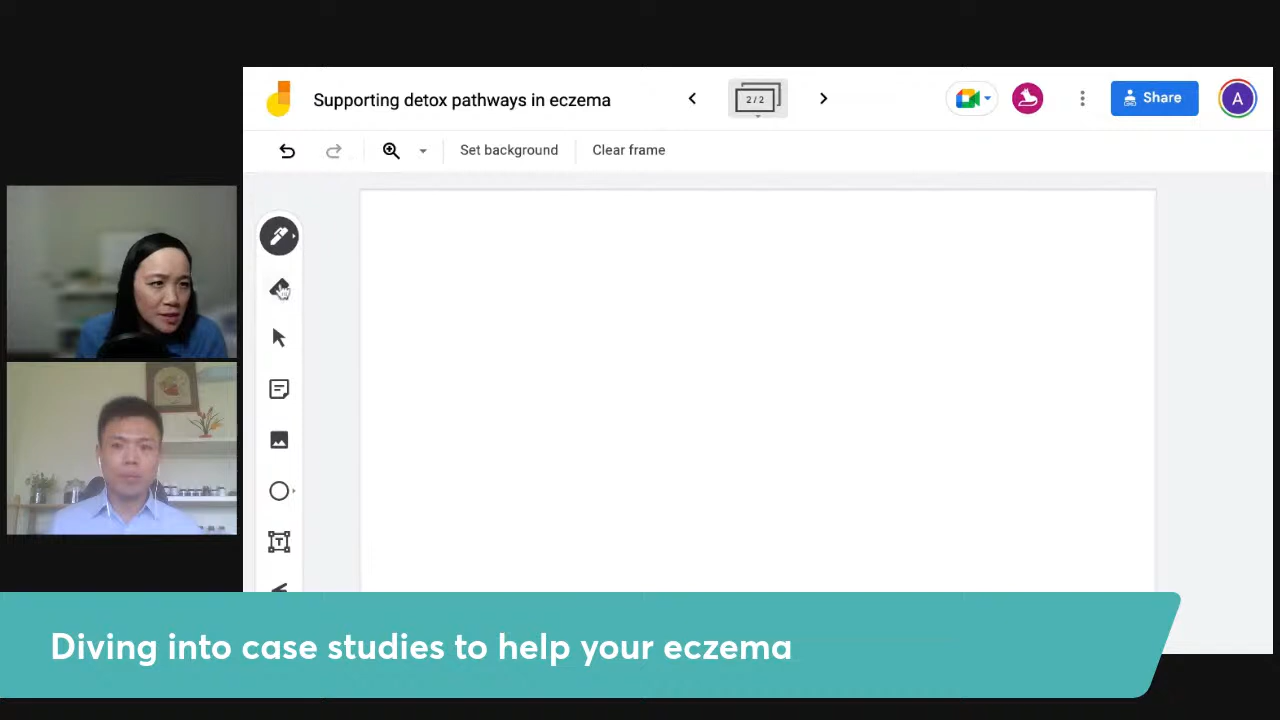 Supporting detox pathways in eczema
2/2
Share
A
Set background
Clear frame
T
Diving into case studies to help your eczema